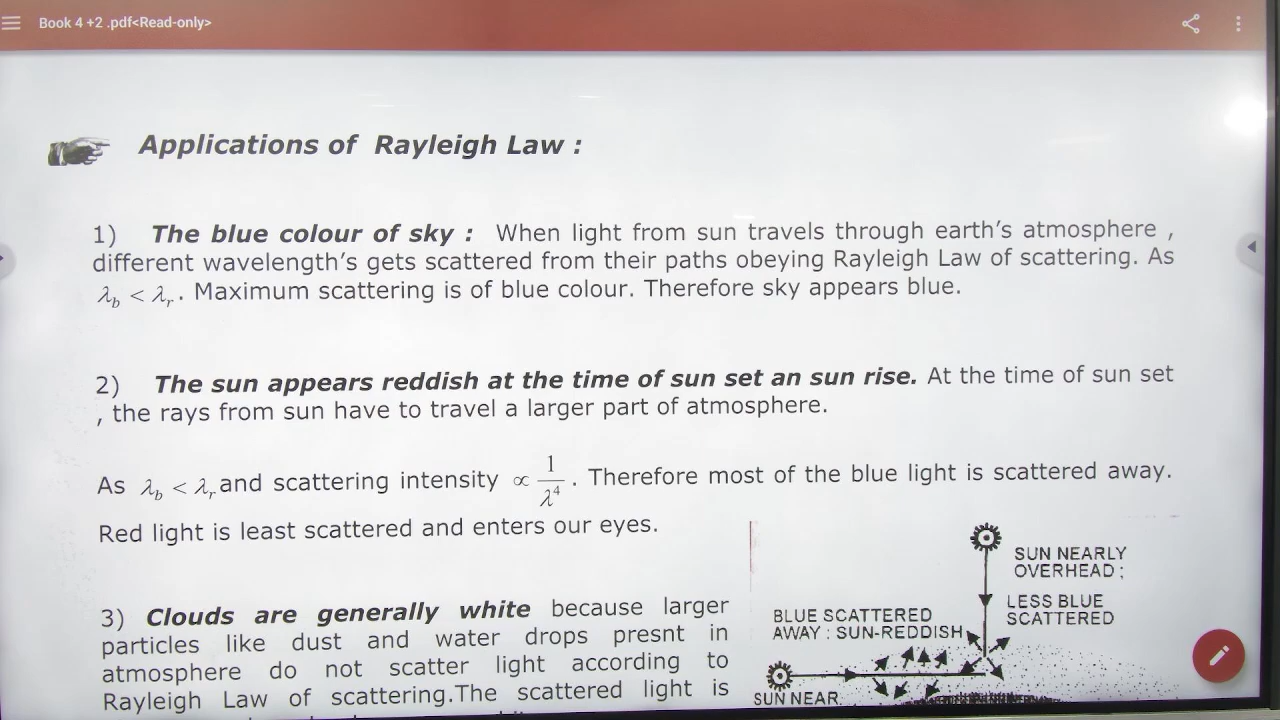 Book 4 +2 .pdf<Read-only>
Applications of Rayleigh Law :
1) The blue colour of sky : When light from sun travels through earth's atmosphere ,
different wavelength's gets scattered from their paths obeying Rayleigh Law of scattering. As
λb < λr. Maximum scattering is of blue colour. Therefore sky appears blue.
2) The sun appears reddish at the time of sun set an sun rise. At the time of sun set
, the rays from sun have to travel a larger part of atmosphere.
As λb < λr and scattering intensity ∝ 1/λ⁴ . Therefore most of the blue light is scattered away.
Red light is least scattered and enters our eyes.
3) Clouds are generally white because larger
particles like dust and water drops presnt in
atmosphere do not scatter light according to
Rayleigh Law of scattering.The scattered light is
SUN NEARLY
OVERHEAD ;
LESS BLUE
SCATTERED
BLUE SCATTERED
AWAY : SUN-REDDISH
SUN NEAR